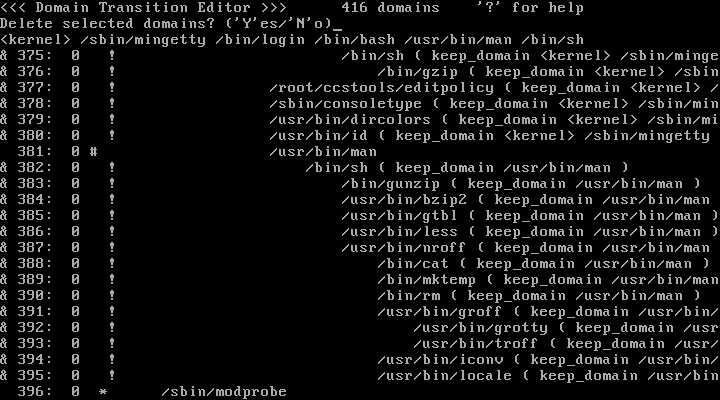 <<< Domain Transition Editor >>>      416 domains    '?' for help
Delete selected domains? ('Y'es/'N'o)_
<kernel> /sbin/mingetty /bin/login /bin/bash /usr/bin/man /bin/sh
& 375:  0   !                         /bin/sh ( keep_domain <kernel> /sbin/minge
& 376:  0   !                             /bin/gzip ( keep_domain <kernel> /sbin
& 377:  0   !                 /root/ccstools/editpolicy ( keep_domain <kernel> /
& 378:  0   !                 /sbin/consoletype ( keep_domain <kernel> /sbin/min
& 379:  0   !                 /usr/bin/dircolors ( keep_domain <kernel> /sbin/mi
& 380:  0   !                 /usr/bin/id ( keep_domain <kernel> /sbin/mingetty
  381:  0 #                   /usr/bin/man
& 382:  0   !                     /bin/sh ( keep_domain /usr/bin/man )
& 383:  0   !                         /bin/gunzip ( keep_domain /usr/bin/man )
& 384:  0   !                         /usr/bin/bzip2 ( keep_domain /usr/bin/man
& 385:  0   !                         /usr/bin/gtbl ( keep_domain /usr/bin/man )
& 386:  0   !                         /usr/bin/less ( keep_domain /usr/bin/man )
& 387:  0   !                         /usr/bin/nroff ( keep_domain /usr/bin/man
& 388:  0   !                             /bin/cat ( keep_domain /usr/bin/man )
& 389:  0   !                             /bin/mktemp ( keep_domain /usr/bin/man
& 390:  0   !                             /bin/rm ( keep_domain /usr/bin/man )
& 391:  0   !                             /usr/bin/groff ( keep_domain /usr/bin/
& 392:  0   !                                 /usr/bin/grotty ( keep_domain /usr
& 393:  0   !                                 /usr/bin/troff ( keep_domain /usr/
& 394:  0   !                             /usr/bin/iconv ( keep_domain /usr/bin/
& 395:  0   !                             /usr/bin/locale ( keep_domain /usr/bin
  396:  0  *      /sbin/modprobe